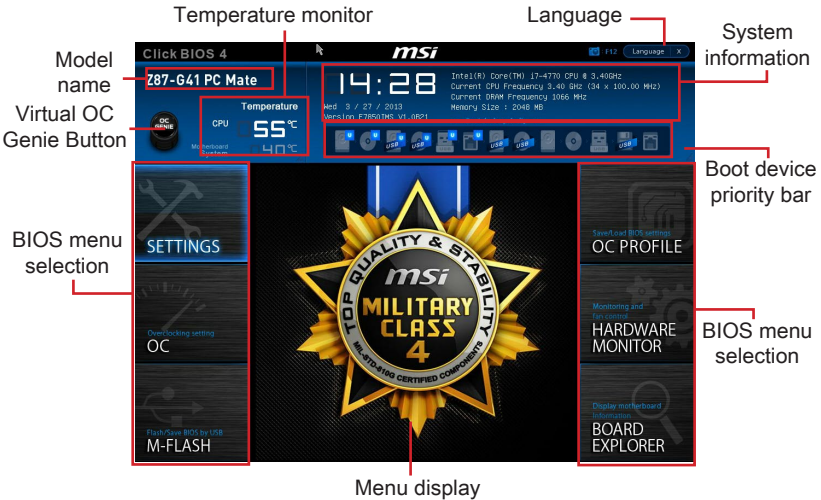 Temperature monitor
Language
System
information
Model
name
Virtual OC
Genie Button
Click BIOS 4
msi
F12
Language
X
Z87-G41 PC Mate
OC
GENIE
Temperature
CPU
55°C
Motherboard
System
40°C
14:28
Wed 3 / 27 / 2013
Version E7850IMS V1.0B21
Intel(R) Core(TM) i7-4770 CPU @ 3.40GHz
Current CPU Frequency 3.40 GHz (34 x 100.00 MHz)
Current DRAM Frequency 1066 MHz
Memory Size : 2048 MB
U
U
U
USB
U
USB
U
U
USB
USB
USB
Boot device
priority bar
BIOS menu
selection
SETTINGS
Overclocking setting
OC
Flash/Save BIOS by USB
M-FLASH
TOP QUALITY & STABILITY
msi
MILITARY
CLASS
4
MIL-STD-810G CERTIFIED COMPONENTS
Save/Load BIOS settings
OC PROFILE
Monitoring and
fan control
HARDWARE
MONITOR
Display motherboard
Information
BOARD
EXPLORER
BIOS menu
selection
Menu display